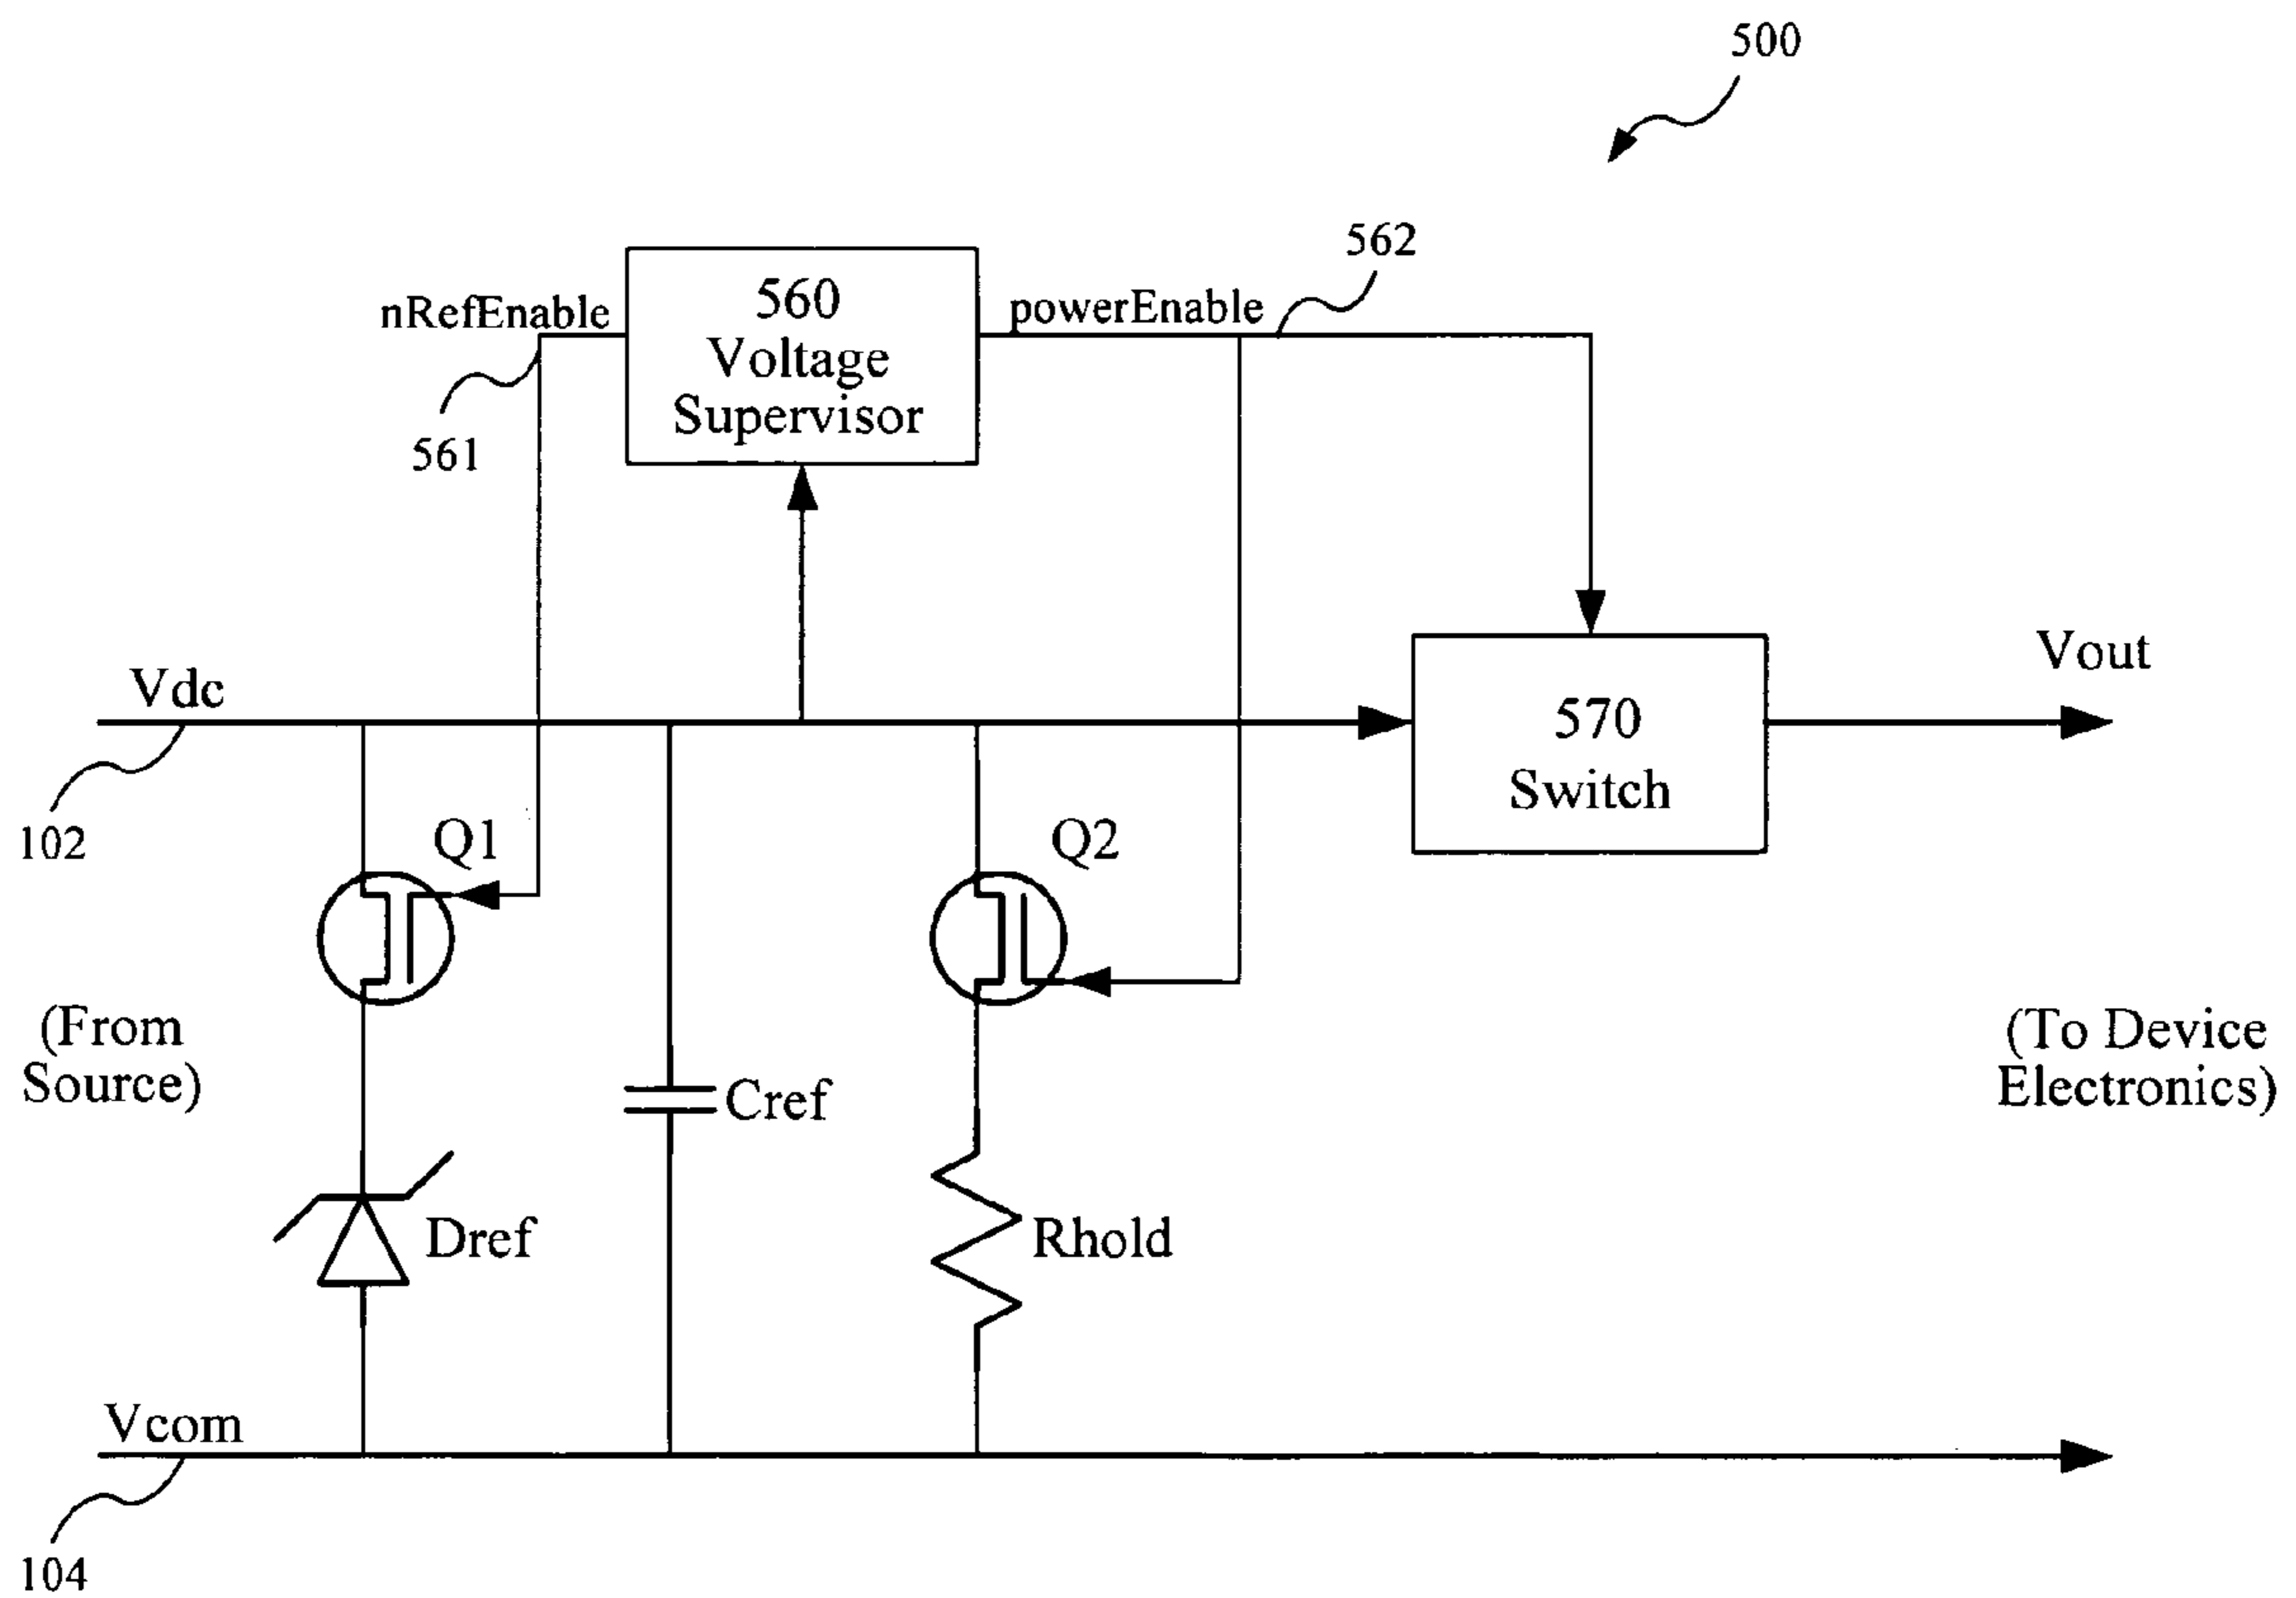 500
562
nRefEnable
560
Voltage
Supervisor
powerEnable
561
Vdc
Vout
102
Q1
Q2
570
Switch
(From
Source)
Cref
(To Device
Electronics)
Dref
Rhold
Vcom
104